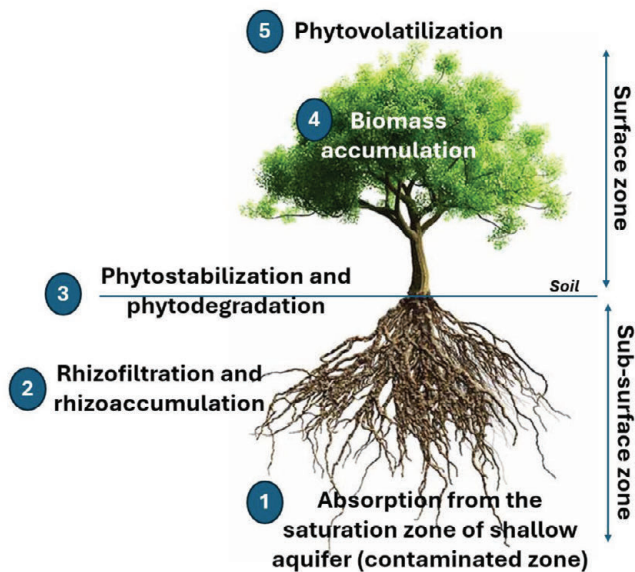 5 Phytovolatilization
4 Biomass
accumulation
Surface zone
3 Phytostabilization and
phytodegradation
Soil
2 Rhizofiltration and
rhizoaccumulation
Sub-surface zone
1 Absorption from the
saturation zone of shallow
aquifer (contaminated zone)